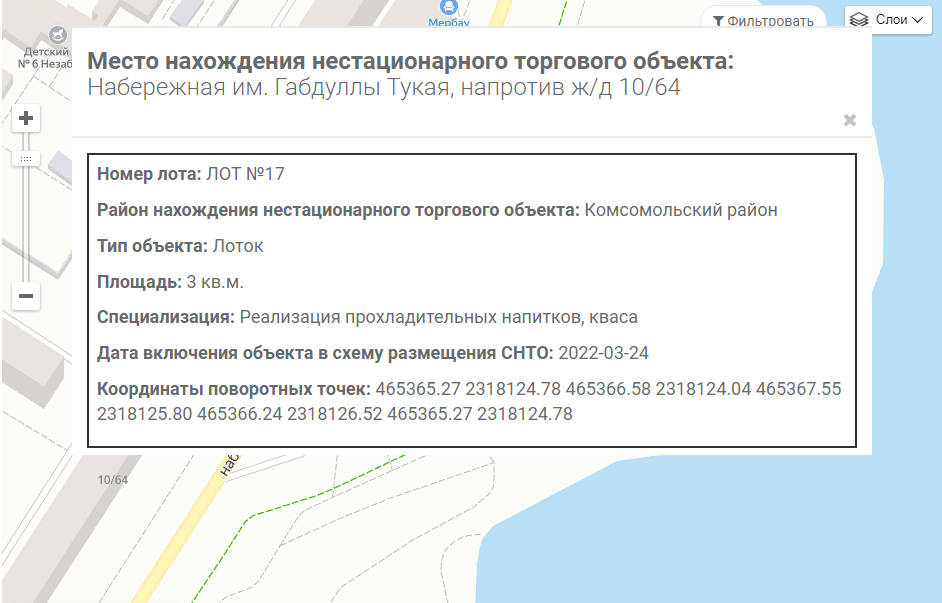 Мербау
Фильтровать
Слои
Детский
№ 6 Незаб
Место нахождения нестационарного торгового объекта:
Набережная им. Габдуллы Тукая, напротив ж/д 10/64
Номер лота: ЛОТ №17
Район нахождения нестационарного торгового объекта: Комсомольский район
Тип объекта: Лоток
Площадь: 3 кв.м.
Специализация: Реализация прохладительных напитков, кваса
Дата включения объекта в схему размещения СНТО: 2022-03-24
Координаты поворотных точек: 465365.27 2318124.78 465366.58 2318124.04 465367.55
2318125.80 465366.24 2318126.52 465365.27 2318124.78
наб
10/64